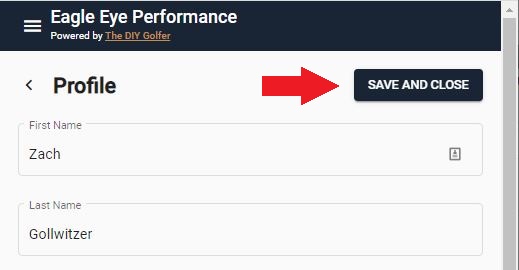 Eagle Eye Performance
Powered by The DIY Golfer
Profile
SAVE AND CLOSE
First Name
Zach
Last Name
Gollwitzer